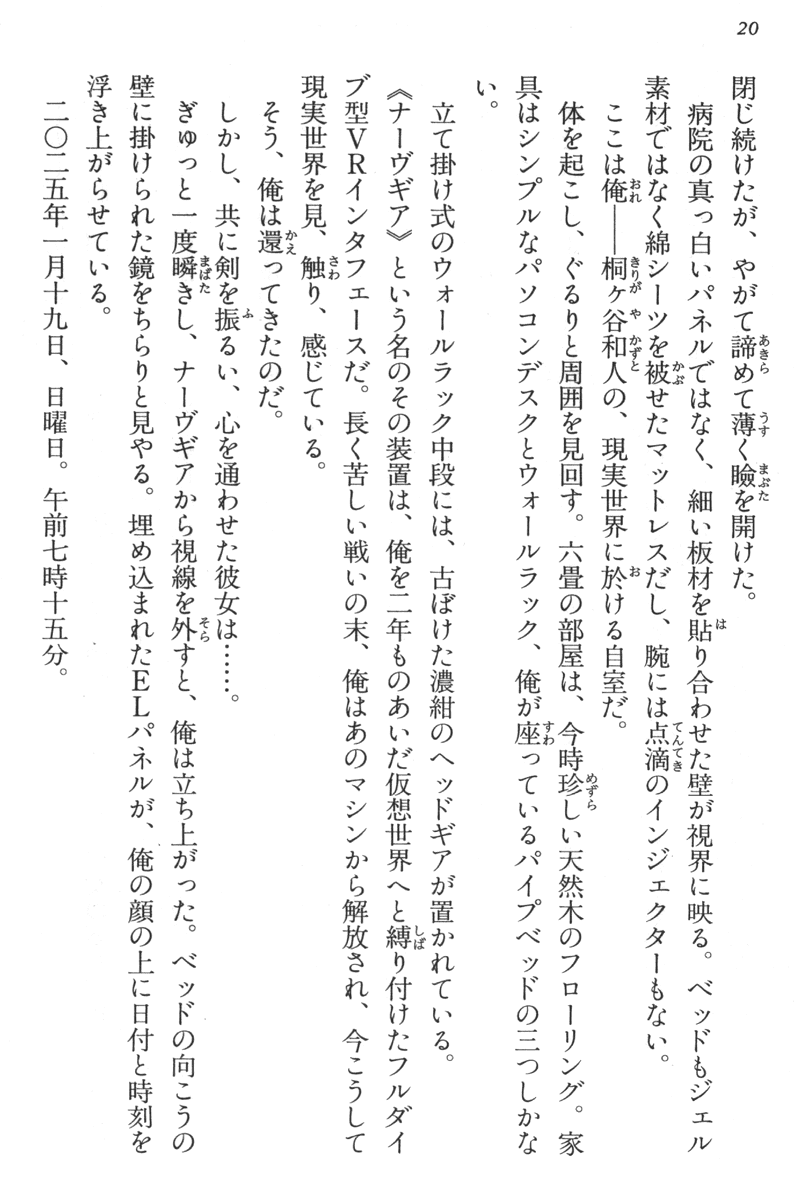 20
閉じ続けたが、やがて諦めて薄く瞼を開けた。
病院の真っ白いパネルではなく、細い板材を貼り合わせた壁が視界に映る。ベッドもジェル
素材ではなく綿シーツを被せたマットレスだし、腕には点滴のインジェクターもない。
ここは俺——桐ヶ谷和人の、現実世界に於ける自室だ。
体を起こし、ぐるりと周囲を見回す。六畳の部屋は、今時珍しい天然木のフローリング。家
具はシンプルなパソコンデスクとウォールラック、俺が座っているパイプベッドの三つしかな
い。
立て掛け式のウォールラック中段には、古ぼけた濃紺のヘッドギアが置かれている。
《ナーヴギア》という名のその装置は、俺を二年ものあいだ仮想世界へと縛り付けたフルダイ
ブ型VRインタフェースだ。長く苦しい戦いの末、俺はあのマシンから解放され、今こうして
現実世界を見、触り、感じている。
そう、俺は還ってきたのだ。
しかし、共に剣を振るい、心を通わせた彼女は……。
ぎゅっと一度瞬きし、ナーヴギアから視線を外すと、俺は立ち上がった。ベッドの向こうの
壁に掛けられた鏡をちらりと見やる。埋め込まれたELパネルが、俺の顔の上に日付と時刻を
浮き上がらせている。
二〇二五年一月十九日、日曜日。午前七時十五分。